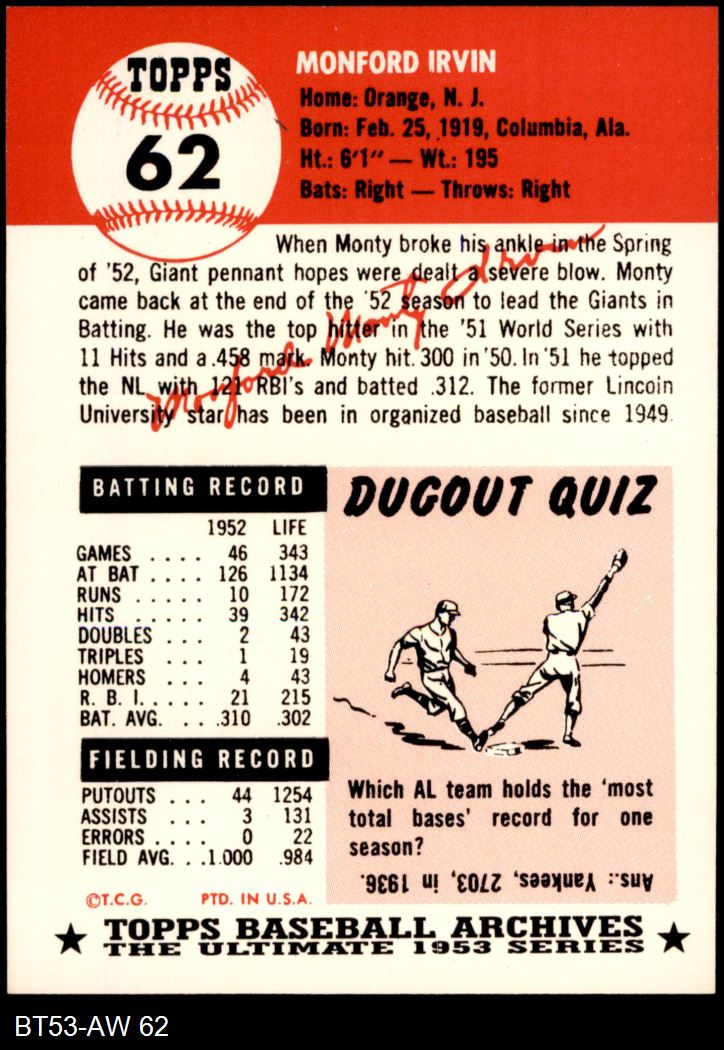 TOPPS
62
MONFORD IRVIN
Home: Orange, N. J.
Born: Feb. 25, 1919, Columbia, Ala.
Ht.: 6'1" — Wt.: 195
Bats: Right — Throws: Right
When Monty broke his ankle in the Spring
of '52, Giant pennant hopes were dealt a severe blow. Monty
came back at the end of the '52 season to lead the Giants in
Batting. He was the top hitter in the '51 World Series with
11 Hits and a .458 mark. Monty hit .300 in '50. In '51 he topped
the NL with 121 RBI's and batted .312. The former Lincoln
University star has been in organized baseball since 1949.
Monford Monty Irvin
BATTING RECORD
1952 LIFE
GAMES .... 46 343
AT BAT .... 126 1134
RUNS .... 10 172
HITS ..... 39 342
DOUBLES ... 2 43
TRIPLES ... 1 19
HOMERS ... 4 43
R. B. I. .... 21 215
BAT. AVG. ... .310 .302
FIELDING RECORD
PUTOUTS ... 44 1254
ASSISTS ... 3 131
ERRORS .... 0 22
FIELD AVG. ..1.000 .984
©T.C.G. PTD. IN U.S.A.
DUGOUT QUIZ
Which AL team holds the 'most
total bases' record for one
season?
Ans.: Yankees, 2703, in 1936.
TOPPS BASEBALL ARCHIVES
THE ULTIMATE 1953 SERIES
BT53-AW 62